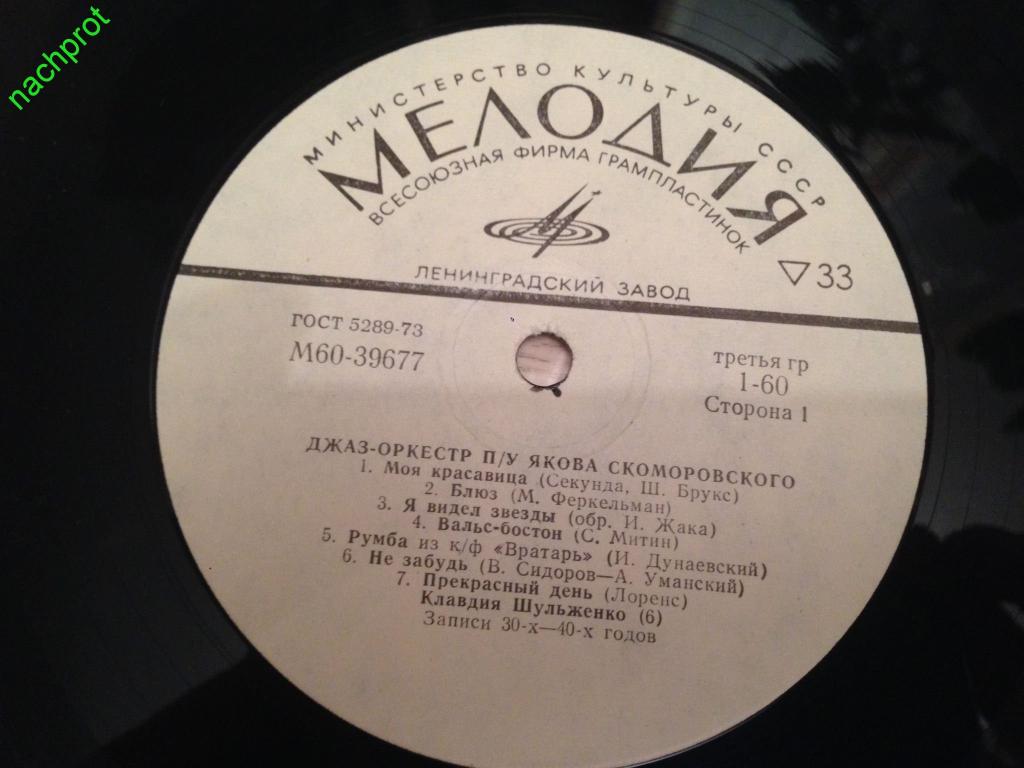 nachprot
МИНИСТЕРСТВО КУЛЬТУРЫ СССР
МЕЛОДИЯ
ВСЕСОЮЗНАЯ ФИРМА ГРАМПЛАСТИНОК
ЛЕНИНГРАДСКИЙ ЗАВОД
33
ГОСТ 5289-73
М60-39677
третья гр
1-60
Сторона 1
ДЖАЗ-ОРКЕСТР П/У ЯКОВА СКОМОРОВСКОГО
1. Моя красавица (Секунда, Ш. Брукс)
2. Блюз (М. Феркельман)
3. Я видел звезды (обр. И. Жака)
4. Вальс-бостон (С. Митин)
5. Румба из к/ф «Вратарь» (И. Дунаевский)
6. Не забудь (В. Сидоров—А. Уманский)
7. Прекрасный день (Лоренс)
Клавдия Шульженко (6)
Записи 30-х—40-х годов